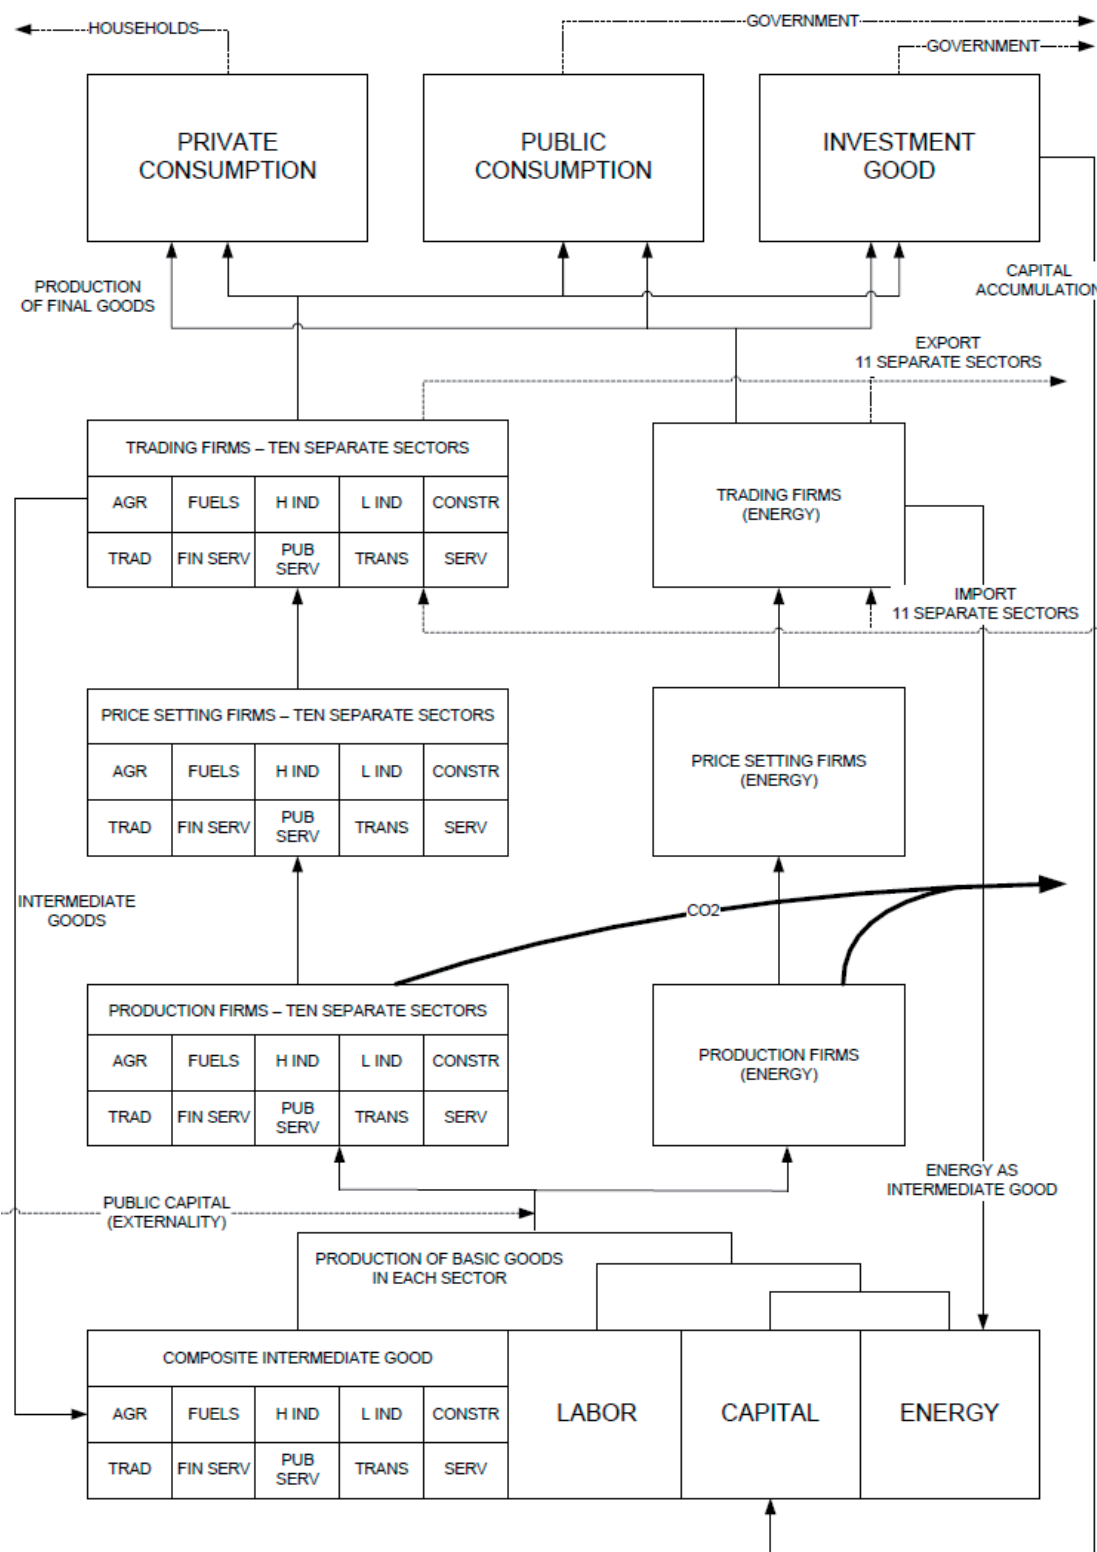 HOUSEHOLDS
GOVERNMENT
GOVERNMENT
PRIVATE
CONSUMPTION
PUBLIC
CONSUMPTION
INVESTMENT
GOOD
PRODUCTION
OF FINAL GOODS
CAPITAL
ACCUMULATION
EXPORT
11 SEPARATE SECTORS
TRADING FIRMS – TEN SEPARATE SECTORS
AGR FUELS H IND L IND CONSTR
TRAD FIN SERV PUB SERV TRANS SERV
TRADING FIRMS
(ENERGY)
IMPORT
11 SEPARATE SECTORS
PRICE SETTING FIRMS – TEN SEPARATE SECTORS
AGR FUELS H IND L IND CONSTR
TRAD FIN SERV PUB SERV TRANS SERV
PRICE SETTING FIRMS
(ENERGY)
INTERMEDIATE
GOODS
CO2
PRODUCTION FIRMS – TEN SEPARATE SECTORS
AGR FUELS H IND L IND CONSTR
TRAD FIN SERV PUB SERV TRANS SERV
PRODUCTION FIRMS
(ENERGY)
ENERGY AS
INTERMEDIATE GOOD
PUBLIC CAPITAL
(EXTERNALITY)
PRODUCTION OF BASIC GOODS
IN EACH SECTOR
COMPOSITE INTERMEDIATE GOOD
AGR FUELS H IND L IND CONSTR
TRAD FIN SERV PUB SERV TRANS SERV
LABOR
CAPITAL
ENERGY